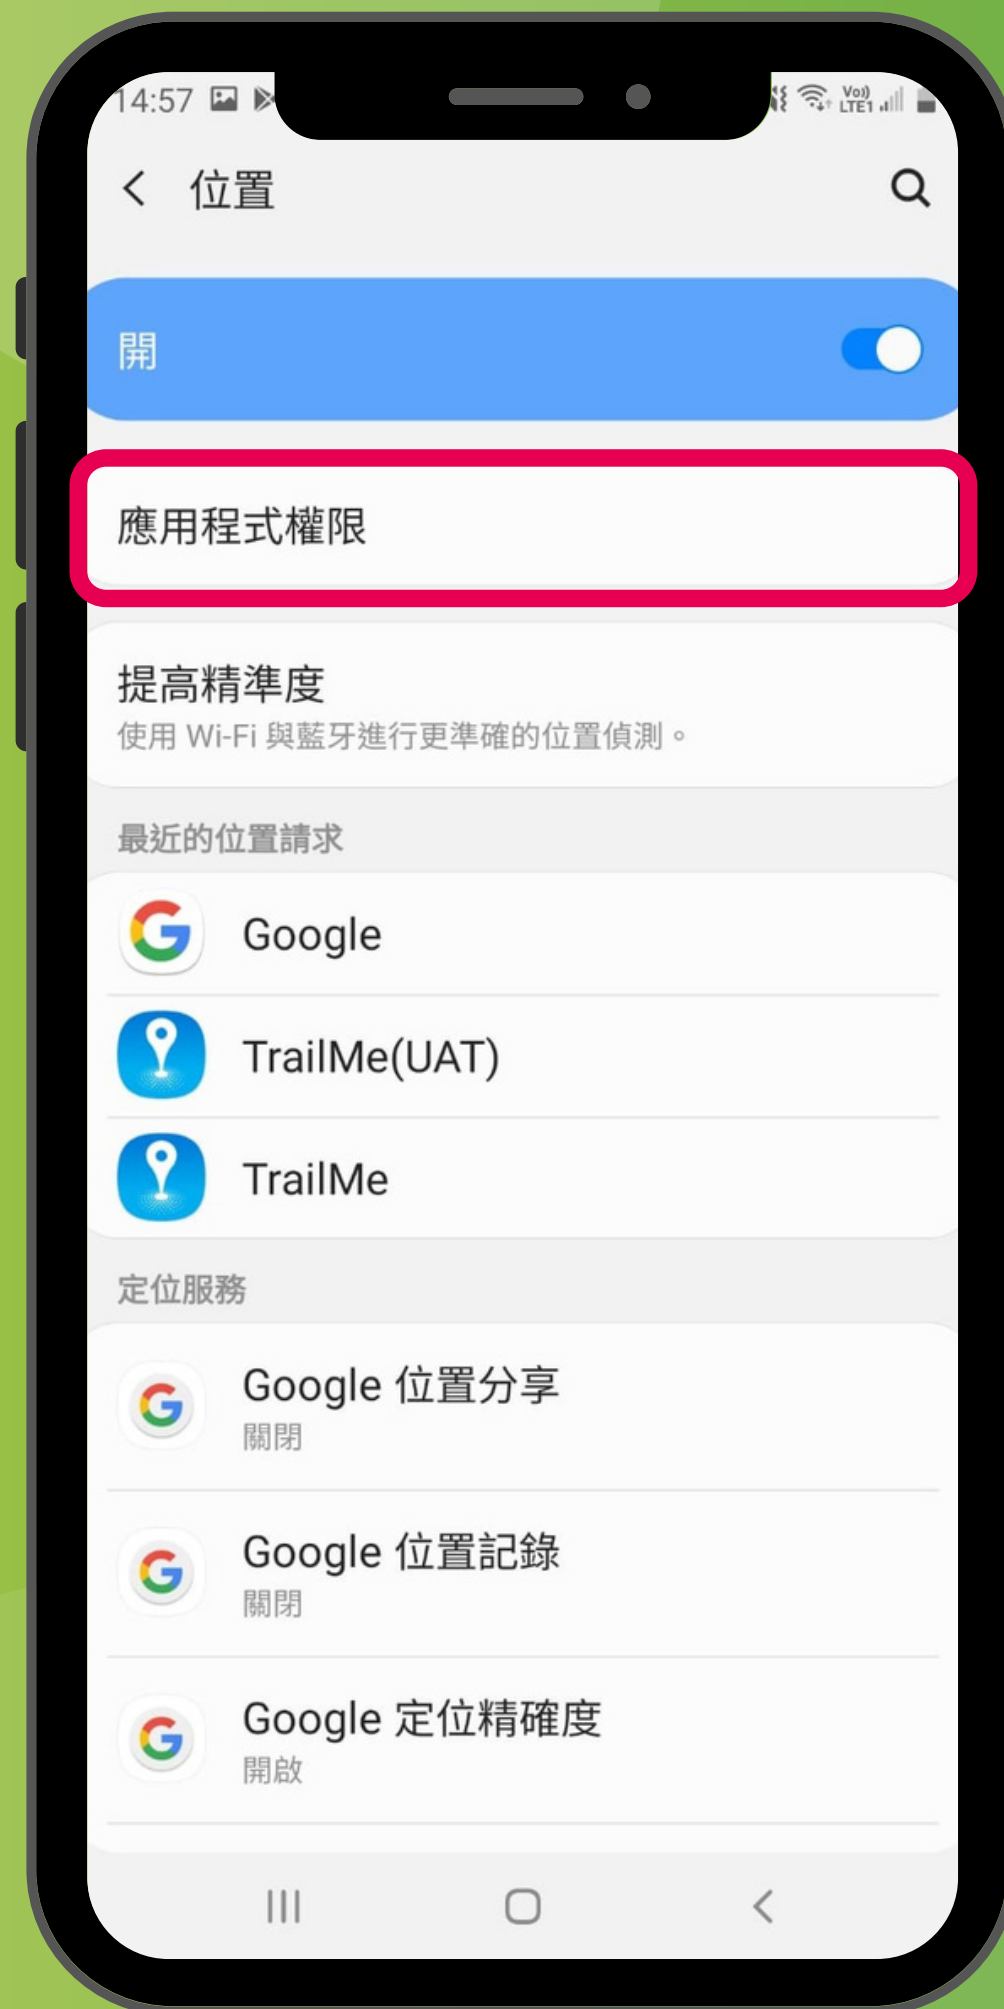 14:57
Vo))
LTE1
位置
開
應用程式權限
提高精準度
使用 Wi-Fi 與藍牙進行更準確的位置偵測。
最近的位置請求
Google
TrailMe(UAT)
TrailMe
定位服務
Google 位置分享
關閉
Google 位置記錄
關閉
Google 定位精確度
開啟